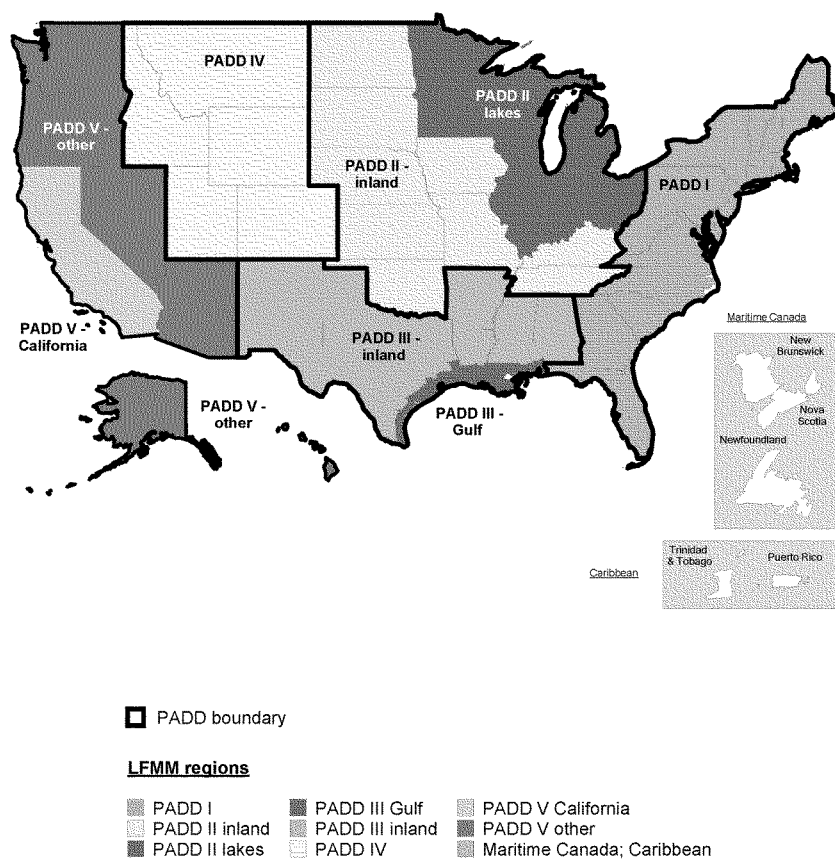 PADD IV
PADD V -
other
PADD II
lakes
PADD II -
inland
PADD I
PADD V -
California
PADD III -
inland
PADD V -
other
PADD III -
Gulf
Maritime Canada
New
Brunswick
Nova
Scotia
Newfoundland
Trinidad
& Tobago
Puerto Rico
Caribbean
PADD boundary
LFMM regions
PADD I
PADD III Gulf
PADD V California
PADD II inland
PADD III inland
PADD V other
PADD II lakes
PADD IV
Maritime Canada; Caribbean